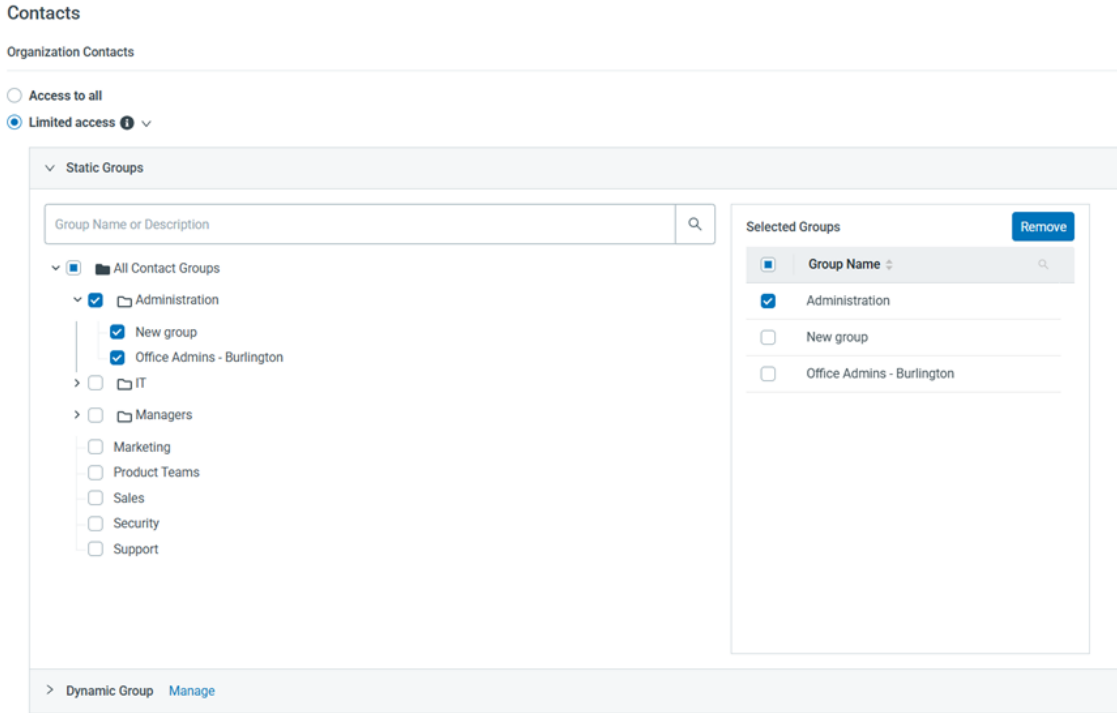 Contacts
Organization Contacts
Access to all
Limited access
Static Groups
Group Name or Description
All Contact Groups
Administration
New group
Office Admins - Burlington
IT
Managers
Marketing
Product Teams
Sales
Security
Support
Selected Groups
Remove
Group Name
Administration
New group
Office Admins - Burlington
Dynamic Group Manage